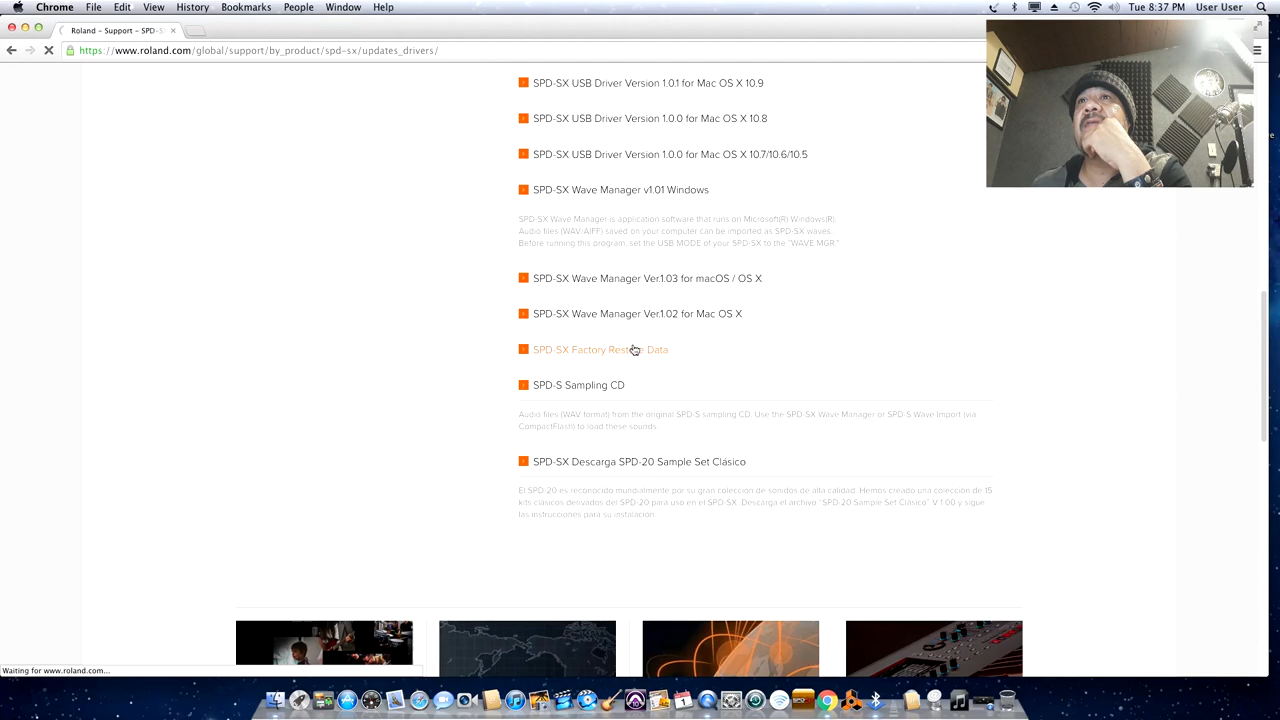 Chrome File Edit View History Bookmarks People Window Help Tue 8:37 PM User User
Roland - Support - SPD-S
https://www.roland.com/global/support/by_product/spd-sx/updates_drivers/
SPD-SX USB Driver Version 1.0.1 for Mac OS X 10.9
SPD-SX USB Driver Version 1.0.0 for Mac OS X 10.8
SPD-SX USB Driver Version 1.0.0 for Mac OS X 10.7/10.6/10.5
SPD-SX Wave Manager v1.01 Windows
SPD-SX Wave Manager is application software that runs on Microsoft(R) Windows(R).
Audio files (WAV/AIFF) saved on your computer can be imported as SPD-SX waves.
Before running this program, set the USB MODE of your SPD-SX to the "WAVE MGR"
SPD-SX Wave Manager Ver.1.03 for macOS / OS X
SPD-SX Wave Manager Ver.1.02 for Mac OS X
SPD-SX Factory Restore Data
SPD-S Sampling CD
Audio files (WAV format) from the original SPD-S sampling CD. Use the SPD-SX Wave Manager or SPD-S Wave Import (via
CompactFlash) to load these sounds.
SPD-SX Descarga SPD-20 Sample Set Clásico
El SPD-20 es reconocido mundialmente por su gran colección de sonidos de alta calidad. Hemos creado una colección de 15
kits clásicos derivados del SPD-20 para uso en el SPD-SX. Descarga el archivo "SPD-20 Sample Set Clásico" V 1.00 y sigue
las instrucciones para su instalación.
Waiting for www.roland.com...